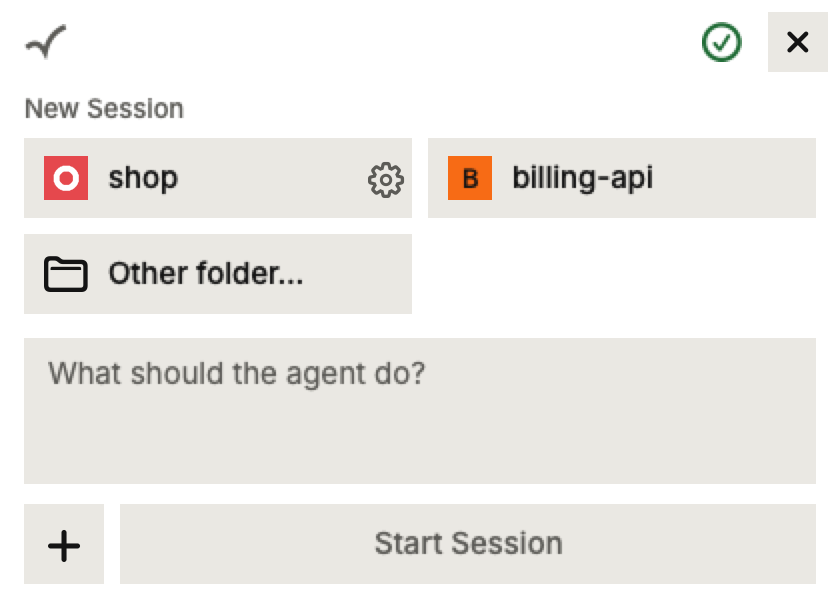 New Session
shop
B billing-api
Other folder...
What should the agent do?
Start Session